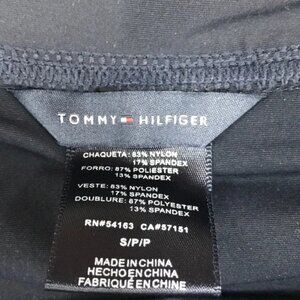 TOMMY HILFIGER
CHAQUETA: 83% NYLON
17% SPANDEX
FORRO: 87% POLIESTER
13% SPANDEX
VESTE: 83% NYLON
17% SPANDEX
DOUBLURE: 87% POLYESTER
13% SPANDEX
RN#54163 CA#57151
S/P/P
MADE IN CHINA
HECHO EN CHINA
FABRIQUÉ EN CHINE